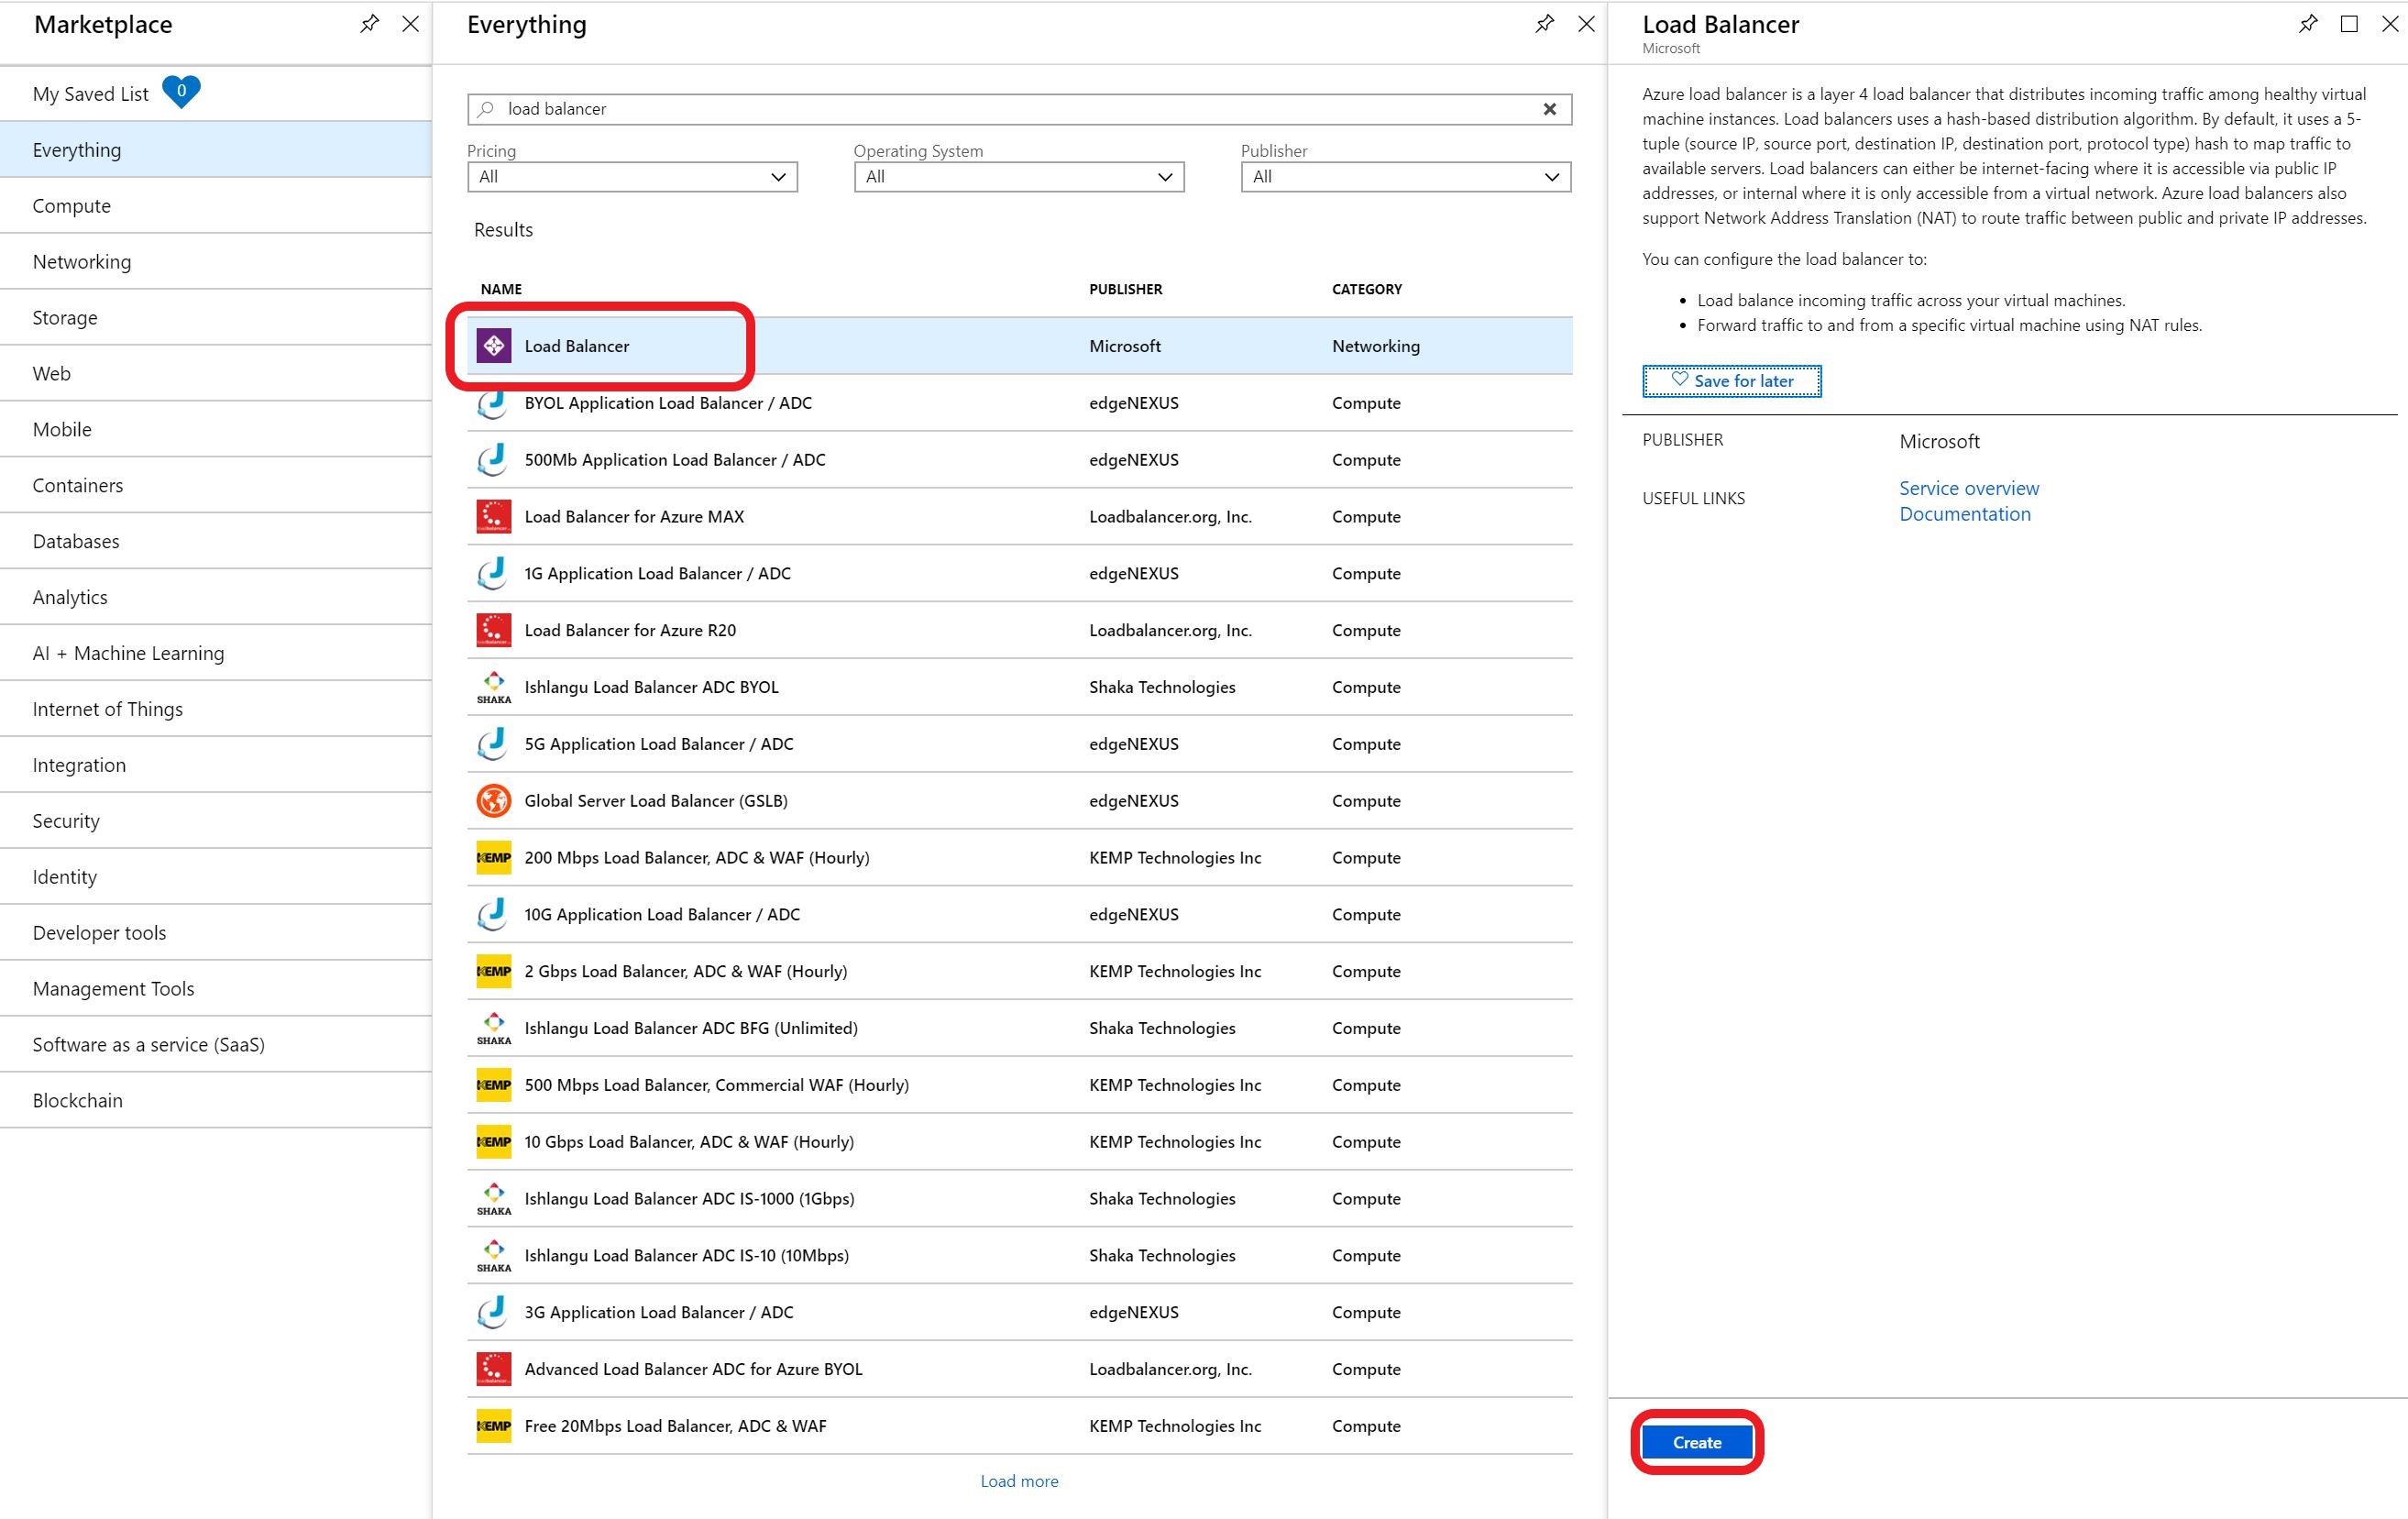 Marketplace
My Saved List 0
Everything
Compute
Networking
Storage
Web
Mobile
Containers
Databases
Analytics
AI + Machine Learning
Internet of Things
Integration
Security
Identity
Developer tools
Management Tools
Software as a service (SaaS)
Blockchain
Everything
load balancer
Pricing Operating System Publisher
All All All
Results
NAME PUBLISHER CATEGORY
Load Balancer Microsoft Networking
BYOL Application Load Balancer / ADC edgeNEXUS Compute
500Mb Application Load Balancer / ADC edgeNEXUS Compute
Load Balancer for Azure MAX Loadbalancer.org, Inc. Compute
1G Application Load Balancer / ADC edgeNEXUS Compute
Load Balancer for Azure R20 Loadbalancer.org, Inc. Compute
SHAKA Ishlangu Load Balancer ADC BYOL Shaka Technologies Compute
5G Application Load Balancer / ADC edgeNEXUS Compute
Global Server Load Balancer (GSLB) edgeNEXUS Compute
KEMP 200 Mbps Load Balancer, ADC & WAF (Hourly) KEMP Technologies Inc Compute
10G Application Load Balancer / ADC edgeNEXUS Compute
KEMP 2 Gbps Load Balancer, ADC & WAF (Hourly) KEMP Technologies Inc Compute
SHAKA Ishlangu Load Balancer ADC BFG (Unlimited) Shaka Technologies Compute
KEMP 500 Mbps Load Balancer, Commercial WAF (Hourly) KEMP Technologies Inc Compute
KEMP 10 Gbps Load Balancer, ADC & WAF (Hourly) KEMP Technologies Inc Compute
SHAKA Ishlangu Load Balancer ADC IS-1000 (1Gbps) Shaka Technologies Compute
SHAKA Ishlangu Load Balancer ADC IS-10 (10Mbps) Shaka Technologies Compute
3G Application Load Balancer / ADC edgeNEXUS Compute
Advanced Load Balancer ADC for Azure BYOL Loadbalancer.org, Inc. Compute
KEMP Free 20Mbps Load Balancer, ADC & WAF KEMP Technologies Inc Compute
Load more
Load Balancer
Microsoft
Azure load balancer is a layer 4 load balancer that distributes incoming traffic among healthy virtual
machine instances. Load balancers uses a hash-based distribution algorithm. By default, it uses a 5-
tuple (source IP, source port, destination IP, destination port, protocol type) hash to map traffic to
available servers. Load balancers can either be internet-facing where it is accessible via public IP
addresses, or internal where it is only accessible from a virtual network. Azure load balancers also
support Network Address Translation (NAT) to route traffic between public and private IP addresses.
You can configure the load balancer to:
• Load balance incoming traffic across your virtual machines.
• Forward traffic to and from a specific virtual machine using NAT rules.
Save for later
PUBLISHER Microsoft
USEFUL LINKS Service overview
Documentation
Create